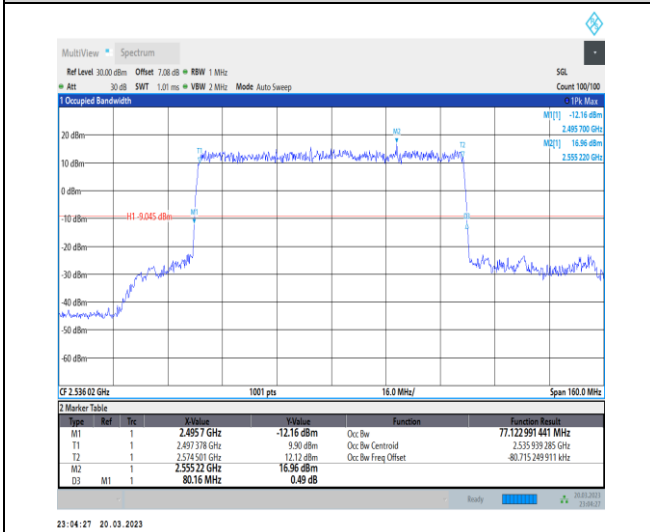 MultiView Spectrum
Ref Level 30.00 dBm Offset 7.08 dB RBW 1 MHz SGL
Att 30 dB SWT 1.01 ms VBW 2 MHz Mode Auto Sweep Count 100/100
1 Occupied Bandwidth 1Pk Max
M1[1] -12.16 dBm
2.495 700 GHz
M2[1] 16.96 dBm
2.555 220 GHz
20 dBm
M2
T1
T2
10 dBm
0 dBm
-10 dBm
H1 -9.045 dBm
M1
-20 dBm
-30 dBm
-40 dBm
-50 dBm
-60 dBm
CF 2.536 02 GHz 1001 pts 16.0 MHz/ Span 160.0 MHz
2 Marker Table
Type Ref Trc X-Value Y-Value Function Function Result
M1 1 2.495 7 GHz -12.16 dBm Occ Bw 77.122 991 441 MHz
T1 1 2.497 378 GHz 9.90 dBm Occ Bw Centroid 2.535 939 285 GHz
T2 1 2.574 501 GHz 12.12 dBm Occ Bw Freq Offset -80.715 249 911 kHz
M2 1 2.555 22 GHz 16.96 dBm
D3 M1 1 80.16 MHz 0.49 dB
Ready 20.03.2023
23:04:27
23:04:27 20.03.2023